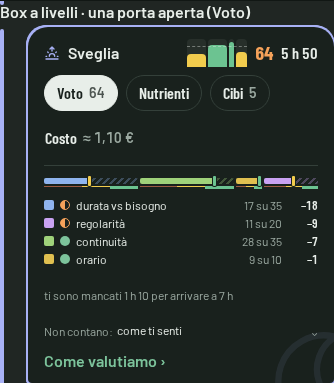 Box a livelli · una porta aperta (Voto)
Sveglia 64 5 h 50
Voto 64 Nutrienti Cibi 5
Costo ≈ 1,10 €
durata vs bisogno 17 su 35 −18
regolarità 11 su 20 −9
continuità 28 su 35 −7
orario 9 su 10 −1
ti sono mancati 1 h 10 per arrivare a 7 h
Non contano: come ti senti
Come valutiamo ›